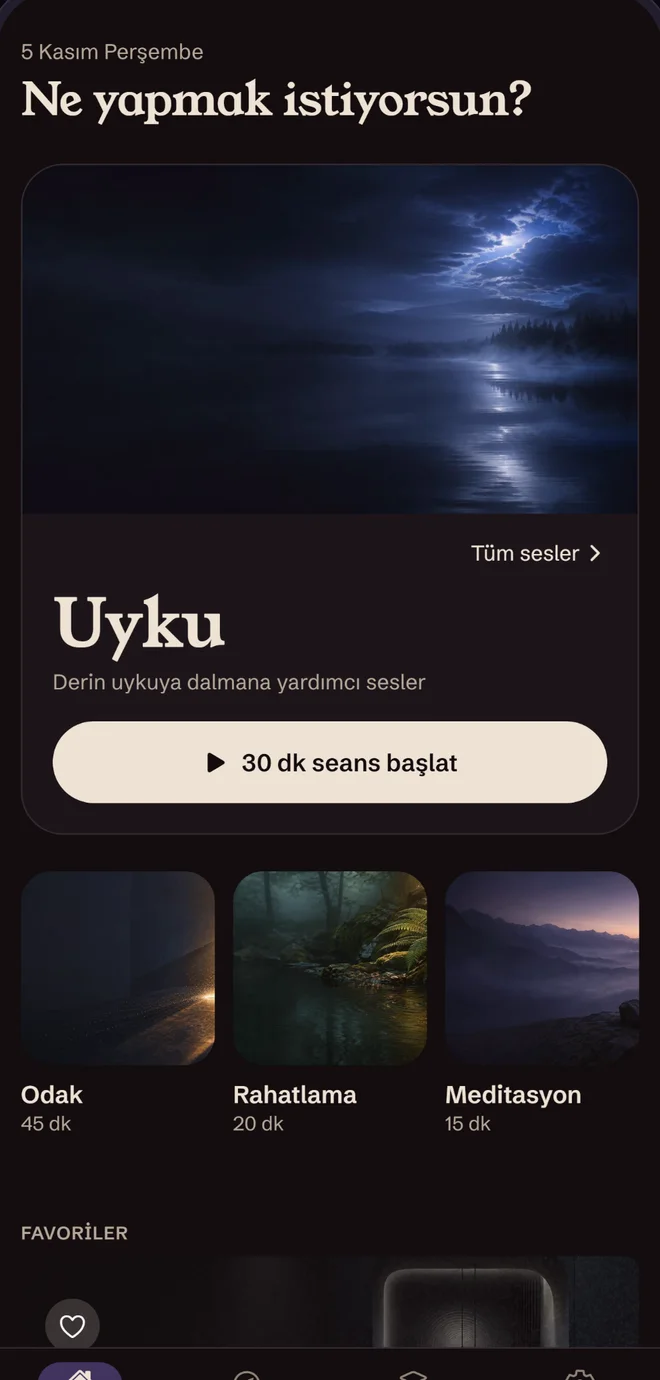 5 Kasım Perşembe
Ne yapmak istiyorsun?
Tüm sesler
Uyku
Derin uykuya dalmana yardımcı sesler
30 dk seans başlat
Odak
Rahatlama
Meditasyon
45 dk
20 dk
15 dk
FAVORİLER